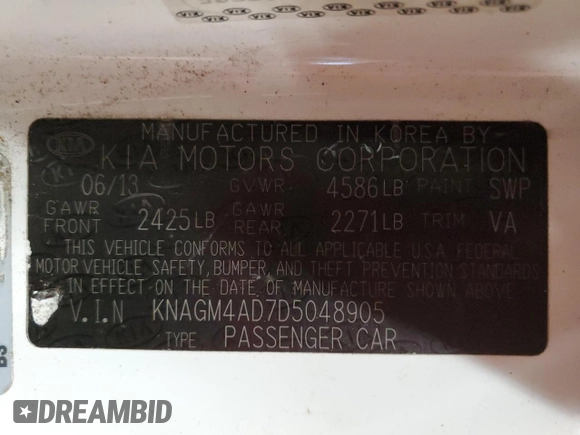 MANUFACTURED IN KOREA BY
KIA KIA MOTORS CORPORATION
06/13 GVWR 4586LB PAINT SWP
GAWR FRONT 2425LB GAWR REAR 2271LB TRIM VA
THIS VEHICLE CONFORMS TO ALL APPLICABLE U.S.A FEDERAL
MOTOR VEHICLE SAFETY, BUMPER, AND THEFT PREVENTION STANDARDS
IN EFFECT ON THE DATE OF MANUFACTURE SHOWN ABOVE.
V.I.N KNAGM4AD7D5048905
TYPE PASSENGER CAR
DREAMBID